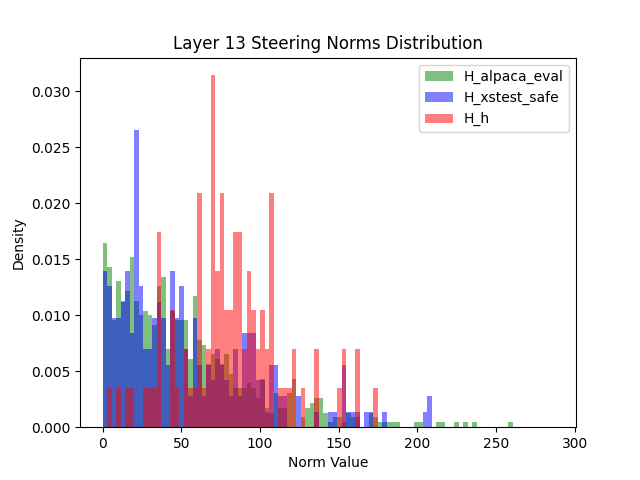 Layer 13 Steering Norms Distribution
H_alpaca_eval
H_xstest_safe
H_h
0.030
0.025
0.020
0.015
0.010
0.005
0.000
Density
0
50
100
150
200
250
300
Norm Value